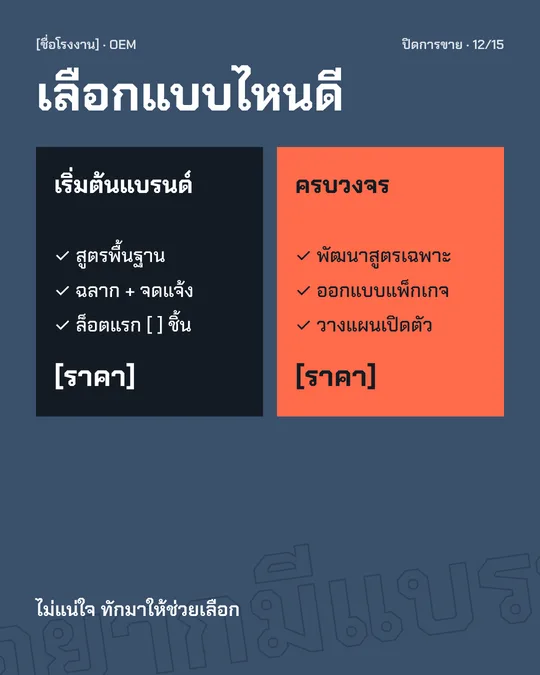 [ชื่อโรงงาน] · OEM
ปิดการขาย · 12/15
เลือกแบบไหนดี
เริ่มต้นแบรนด์
✓ สูตรพื้นฐาน
✓ ฉลาก + จดแจ้ง
✓ ล็อตแรก [ ] ชิ้น
[ราคา]
ครบวงจร
✓ พัฒนาสูตรเฉพาะ
✓ ออกแบบแพ็กเกจ
✓ วางแผนเปิดตัว
[ราคา]
ไม่แน่ใจ ทักมาให้ช่วยเลือก
ยากมีแบร